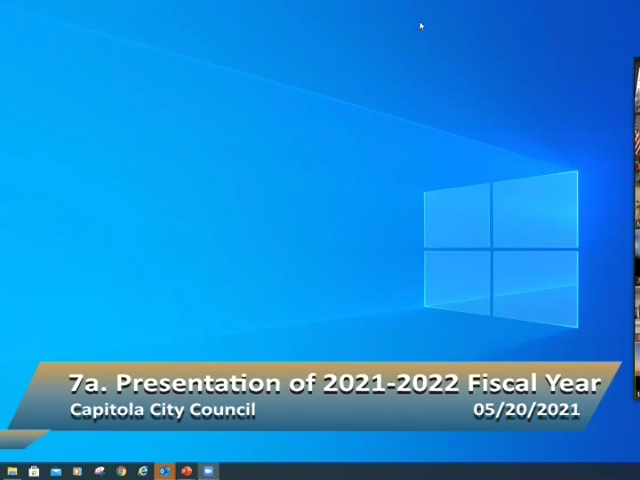 7a. Presentation of 2021-2022 Fiscal Year
Capitola City Council
05/20/2021